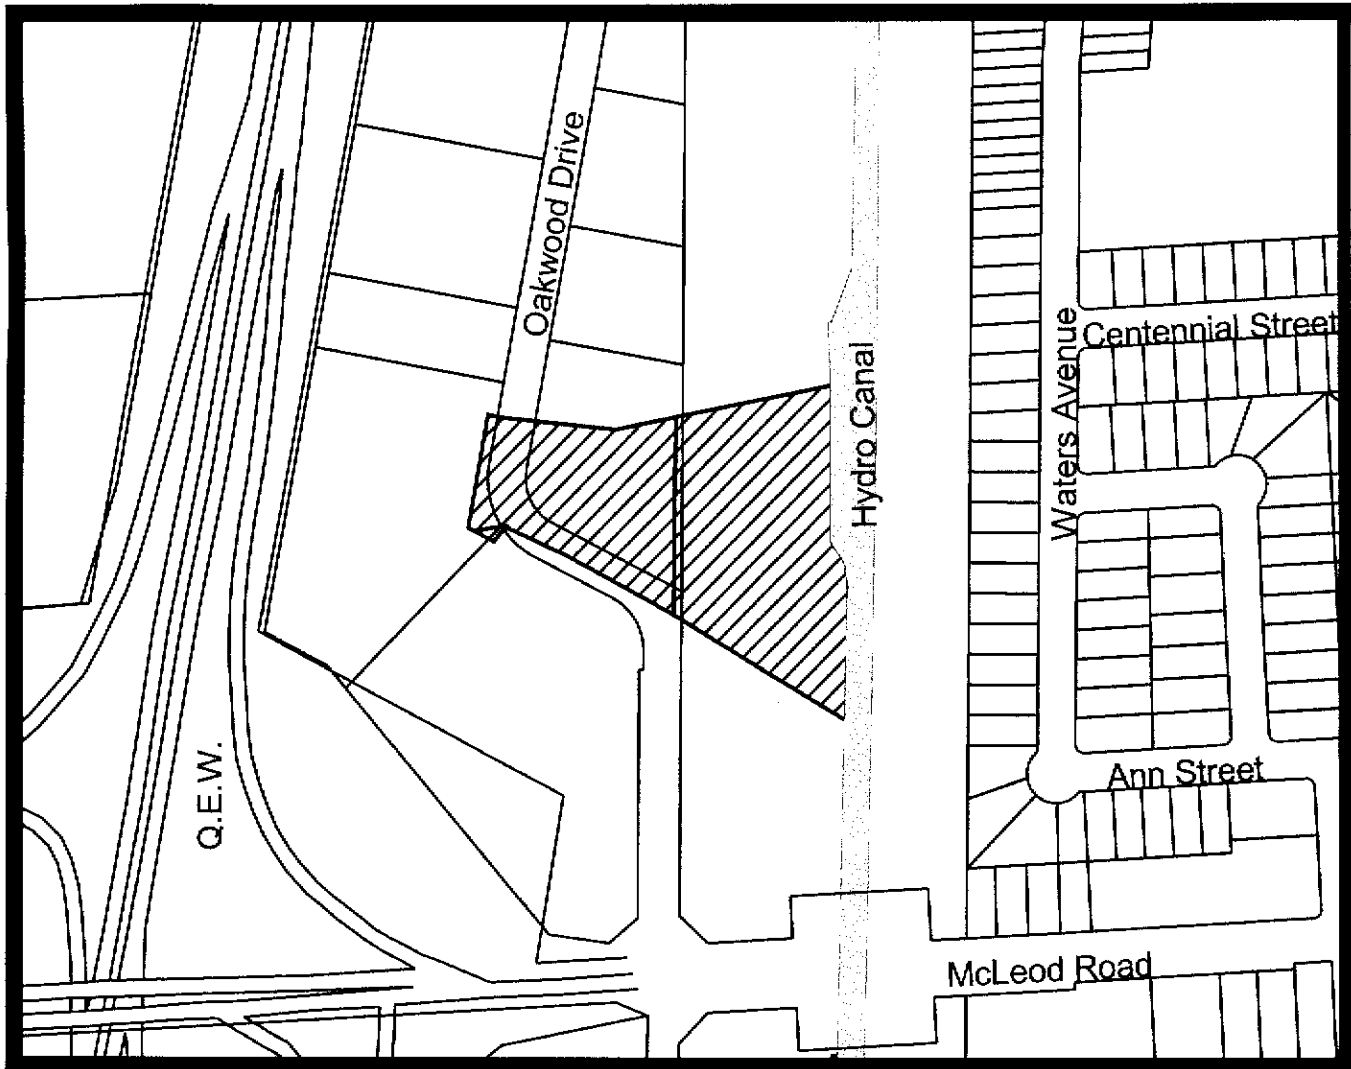 Oakwood Drive
Centennial Street
Waters Avenue
Hydro Canal
Q.E.W.
Ann Street
McLeod Road